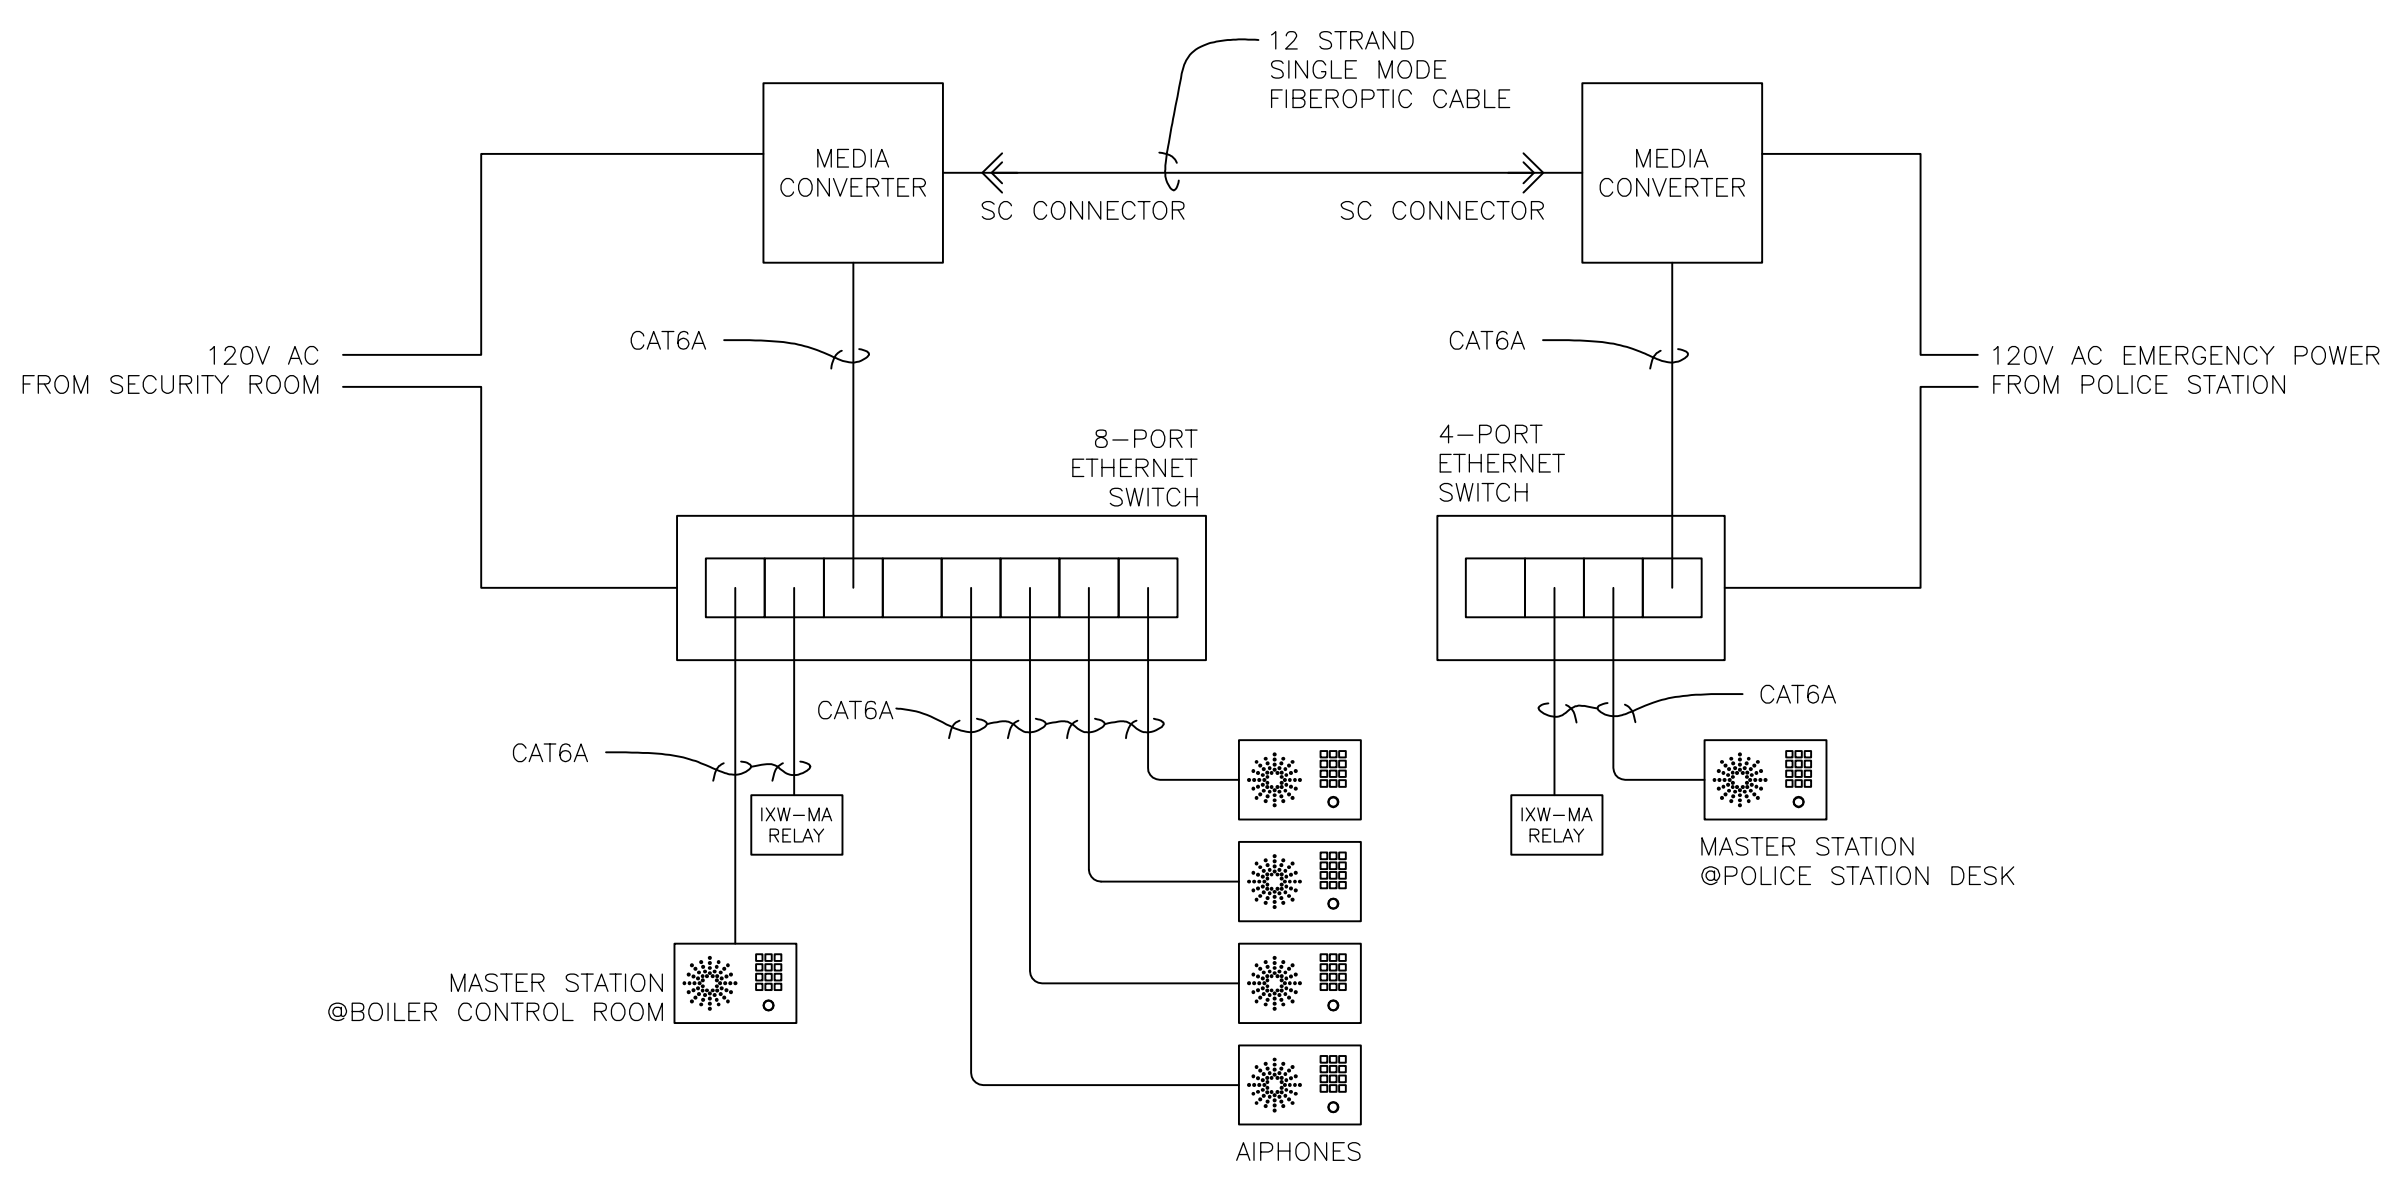 12 STRAND
SINGLE MODE
FIBEROPTIC CABLE
MEDIA
CONVERTER
MEDIA
CONVERTER
SC CONNECTOR
SC CONNECTOR
CAT6A
CAT6A
120V AC
FROM SECURITY ROOM
120V AC EMERGENCY POWER
FROM POLICE STATION
8-PORT
ETHERNET
SWITCH
4-PORT
ETHERNET
SWITCH
CAT6A
CAT6A
CAT6A
IXW-MA
RELAY
IXW-MA
RELAY
MASTER STATION
@POLICE STATION DESK
MASTER STATION
@BOILER CONTROL ROOM
AIPHONES